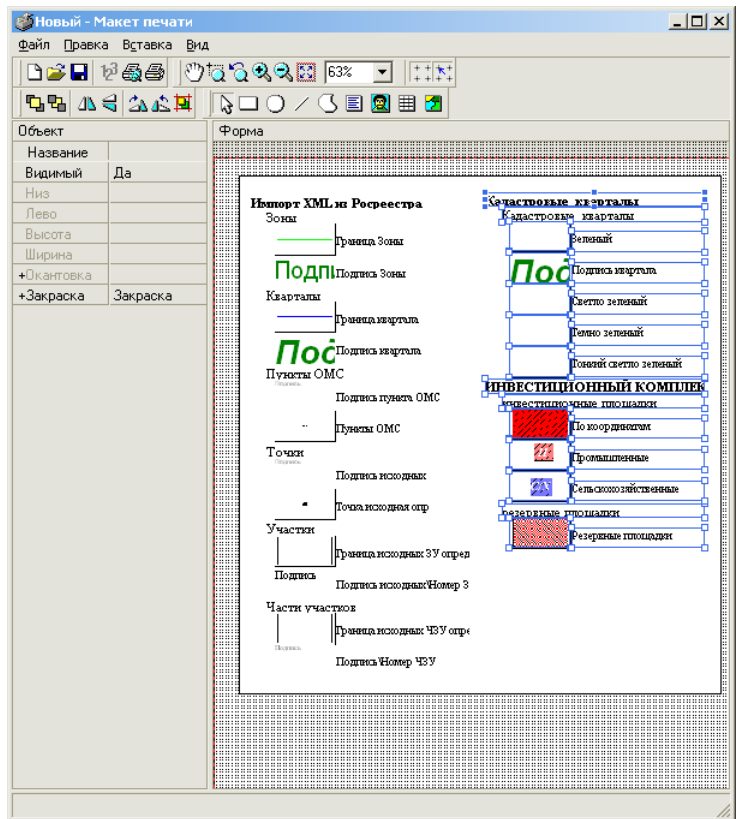 Новый - Макет печати
Файл Правка Вставка Вид
63%
Объект
Название
Видимый Да
Низ
Лево
Высота
Ширина
+Окантовка
+Закраска Закраска
Форма
Импорт XML из Росреестра
Зоны
Граница Зоны
Подпи
Подпись Зоны
Кварталы
Граница квартала
Под
Подпись квартала
Пункты ОМС
Подпись
Подпись пункта ОМС
Пункты ОМС
Точки
Подпись
Подпись исходных
Точка исходная опр
Участки
Граница исходных ЗУ опред
Подпись
Подпись исходных\Номер З
Части участков
Граница исходных ЧЗУ опре
Подпись
Подпись\Номер ЧЗУ
Кадастровые кварталы
Кадастровые кварталы
Зеленый
Под
Подпись квартала
Светло зеленый
Темно зеленый
Тонкий светло зеленый
ИНВЕСТИЦИОННЫЙ КОМПЛЕК
инвестиционные площадки
По координатам
Промышленные
Сельскохозяйственные
резервные площадки
Резервные площадки